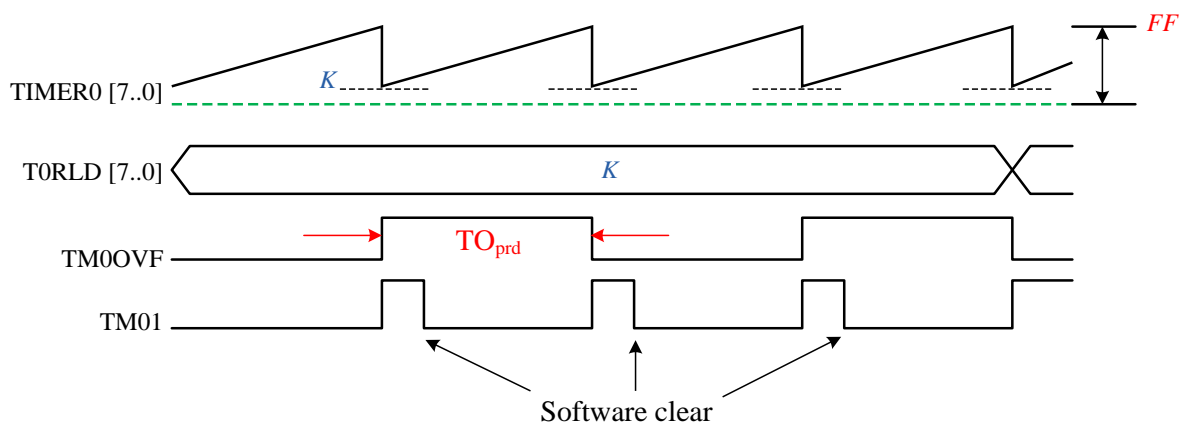 FF
K
TIMER0 [7..0]
T0RLD [7..0]
K
TOprd
TM0OVF
TM01
Software clear